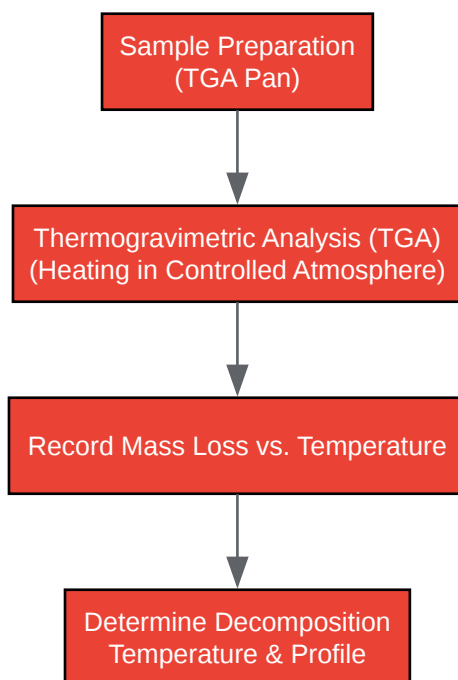 Sample Preparation
(TGA Pan)
Thermogravimetric Analysis (TGA)
(Heating in Controlled Atmosphere)
Record Mass Loss vs. Temperature
Determine Decomposition
Temperature & Profile